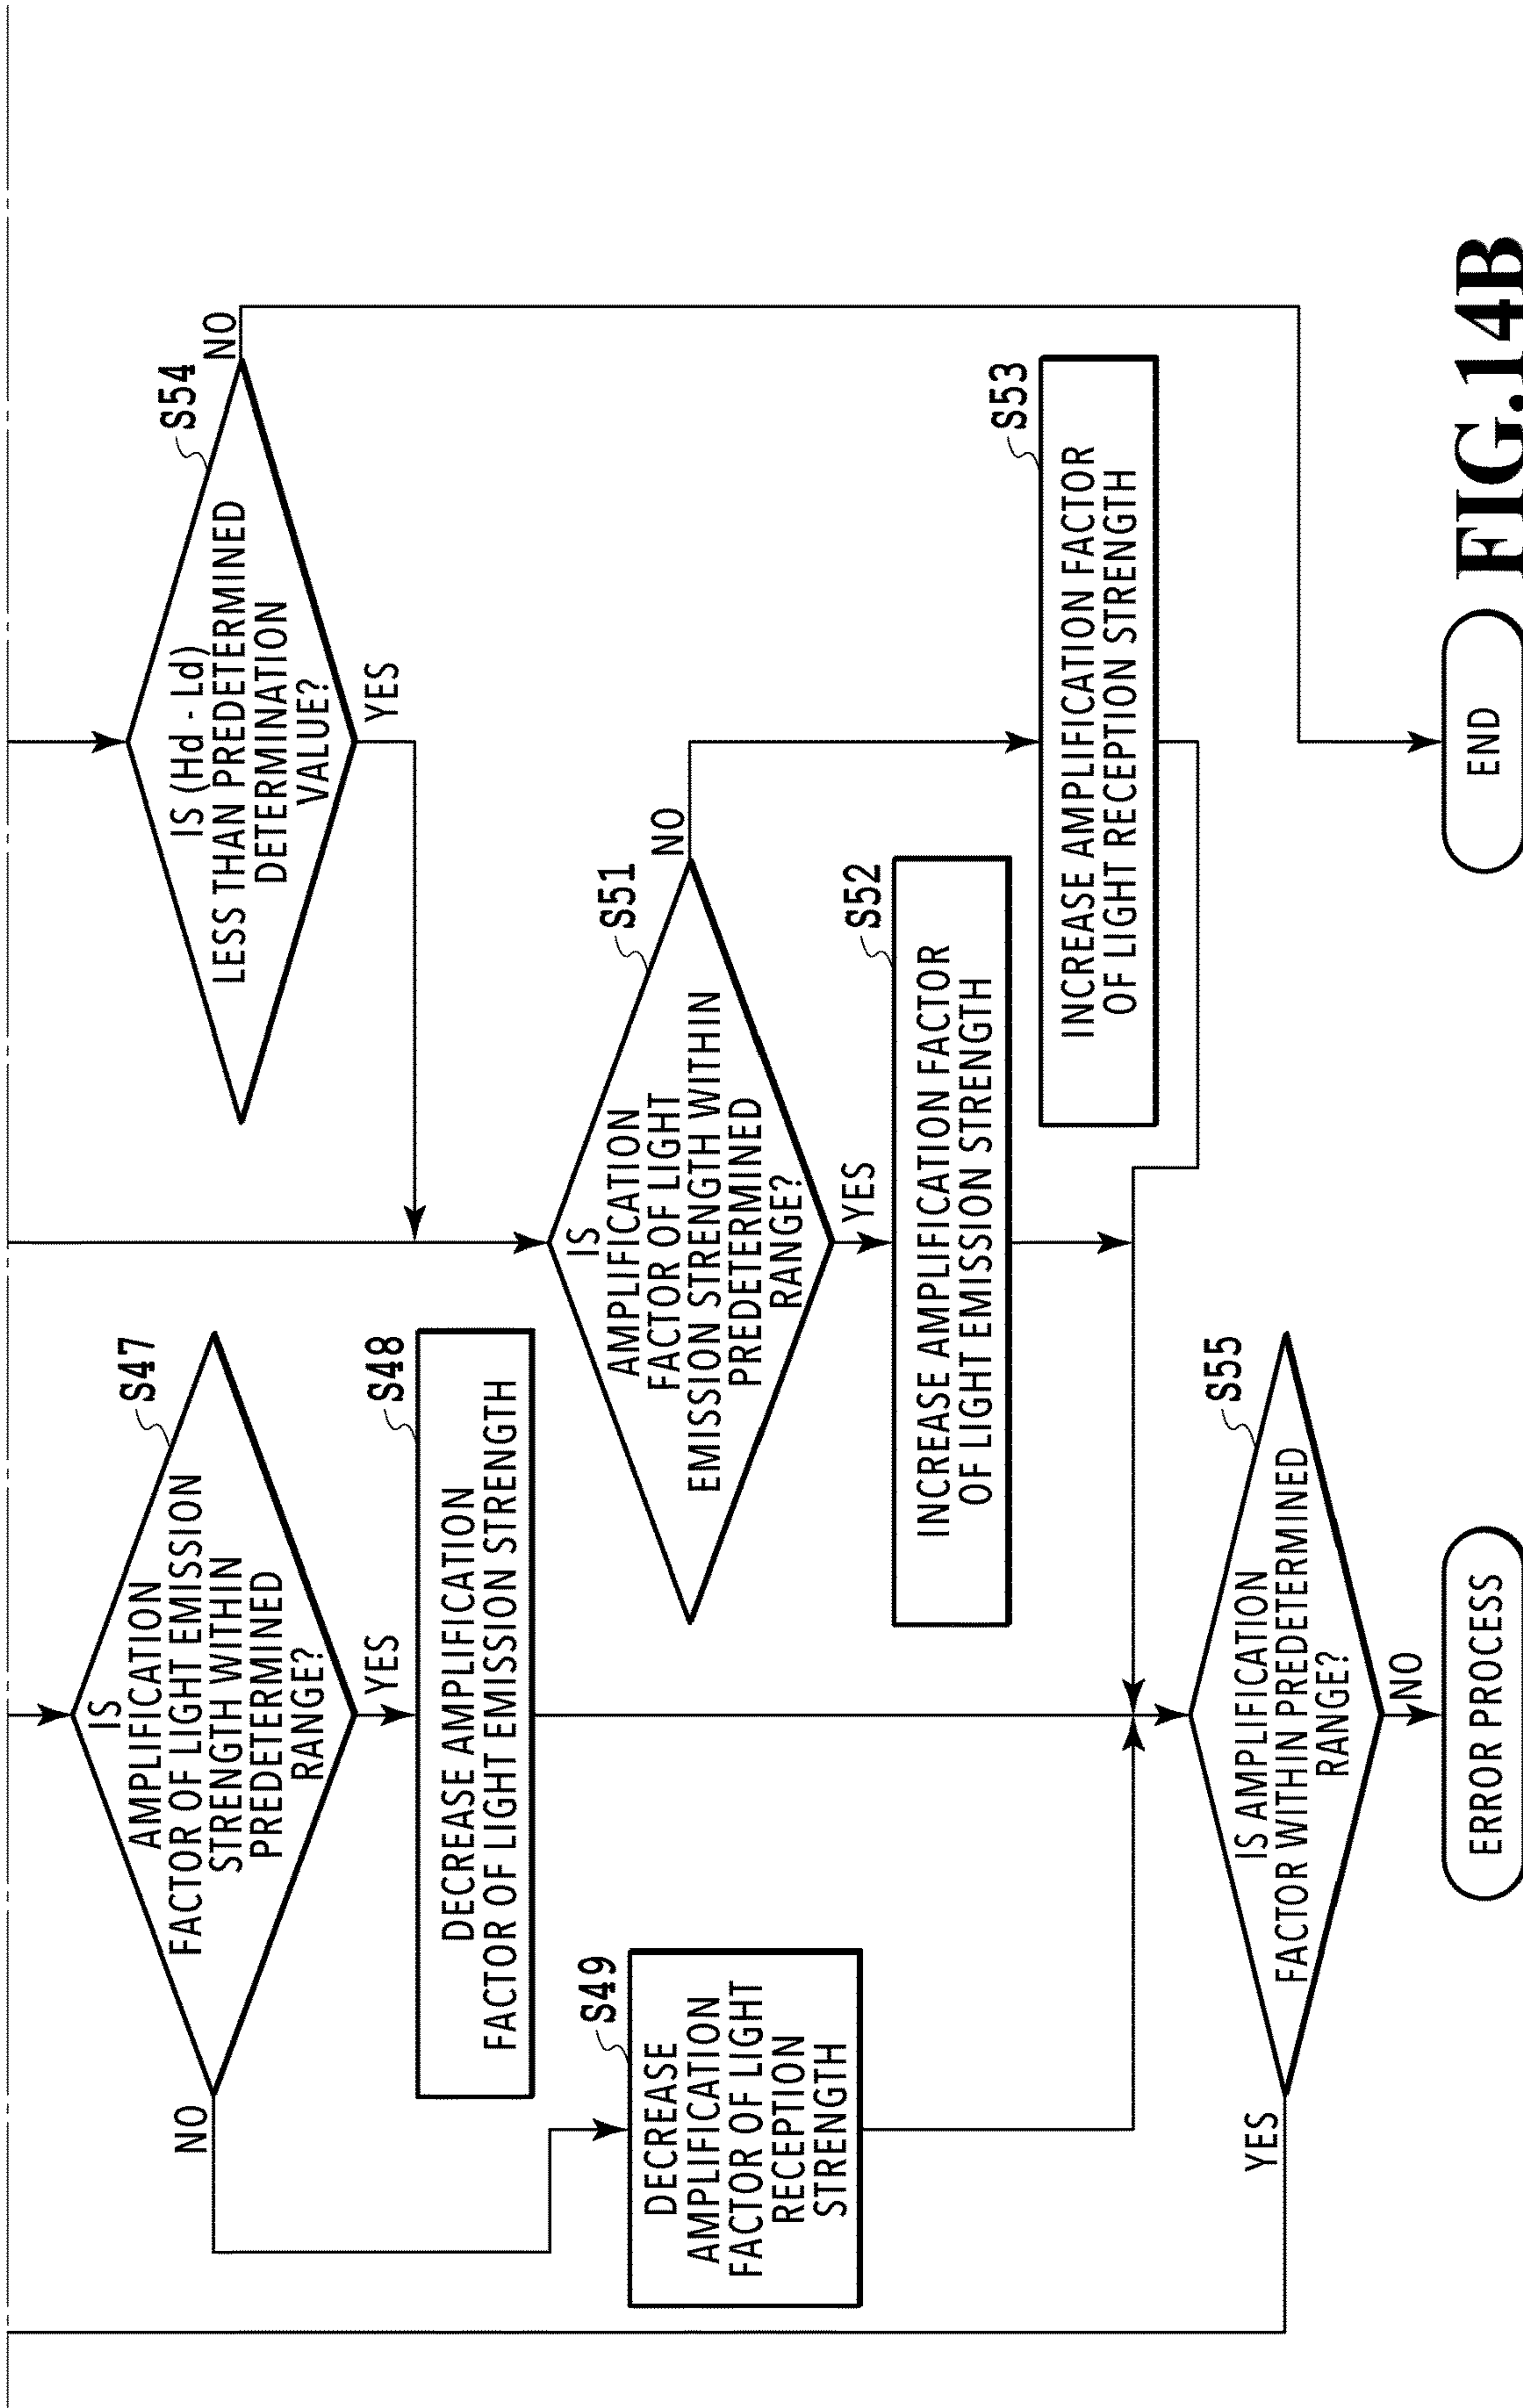 S47
IS
AMPLIFICATION
FACTOR OF LIGHT EMISSION
STRENGTH WITHIN
PREDETERMINED
RANGE?
NO
YES
S48
DECREASE AMPLIFICATION
FACTOR OF LIGHT EMISSION STRENGTH
S49
DECREASE
AMPLIFICATION
FACTOR OF LIGHT
RECEPTION
STRENGTH
S54
IS (Hd - Ld)
LESS THAN PREDETERMINED
DETERMINATION
VALUE?
NO
YES
S51
IS
AMPLIFICATION
FACTOR OF LIGHT
EMISSION STRENGTH WITHIN
PREDETERMINED
RANGE?
NO
YES
S52
INCREASE AMPLIFICATION FACTOR
OF LIGHT EMISSION STRENGTH
S53
INCREASE AMPLIFICATION FACTOR
OF LIGHT RECEPTION STRENGTH
S55
IS AMPLIFICATION
FACTOR WITHIN PREDETERMINED
RANGE?
YES
NO
ERROR PROCESS
END
FIG.14B